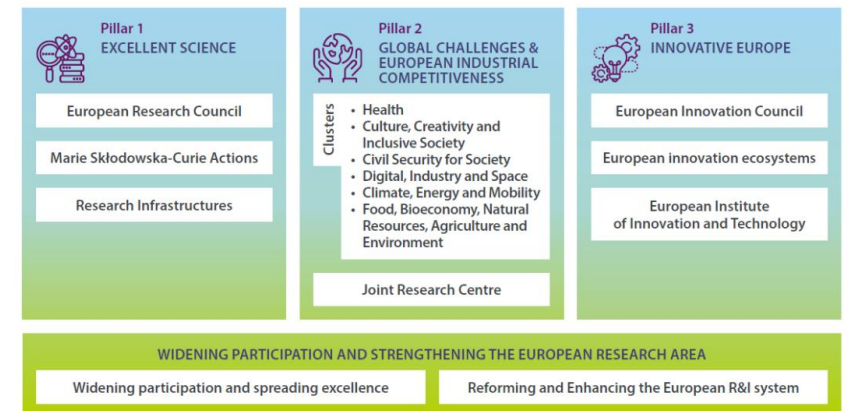 Pillar 1
EXCELLENT SCIENCE
European Research Council
Marie Skłodowska-Curie Actions
Research Infrastructures
Pillar 2
GLOBAL CHALLENGES &
EUROPEAN INDUSTRIAL
COMPETITIVENESS
Clusters
• Health
• Culture, Creativity and
Inclusive Society
• Civil Security for Society
• Digital, Industry and Space
• Climate, Energy and Mobility
• Food, Bioeconomy, Natural
Resources, Agriculture and
Environment
Joint Research Centre
Pillar 3
INNOVATIVE EUROPE
European Innovation Council
European innovation ecosystems
European Institute
of Innovation and Technology
WIDENING PARTICIPATION AND STRENGTHENING THE EUROPEAN RESEARCH AREA
Widening participation and spreading excellence
Reforming and Enhancing the European R&I system